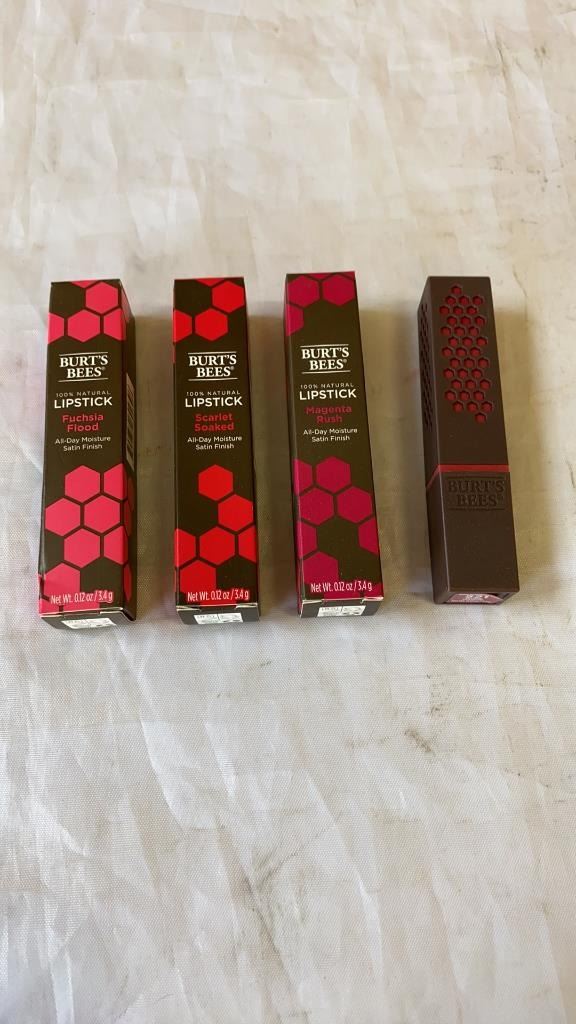 BURT'S
BEES®
100% NATURAL
LIPSTICK
Fuchsia
Flood
All-Day Moisture
Satin Finish
Net Wt. 0.12 oz / 3.4 g
BURT'S
BEES®
100% NATURAL
LIPSTICK
Scarlet
Soaked
All-Day Moisture
Satin Finish
Net Wt. 0.12 oz / 3.4 g
BURT'S
BEES®
100% NATURAL
LIPSTICK
Magenta
Rush
All-Day Moisture
Satin Finish
Net Wt. 0.12 oz / 3.4 g
BURT'S
BEES®